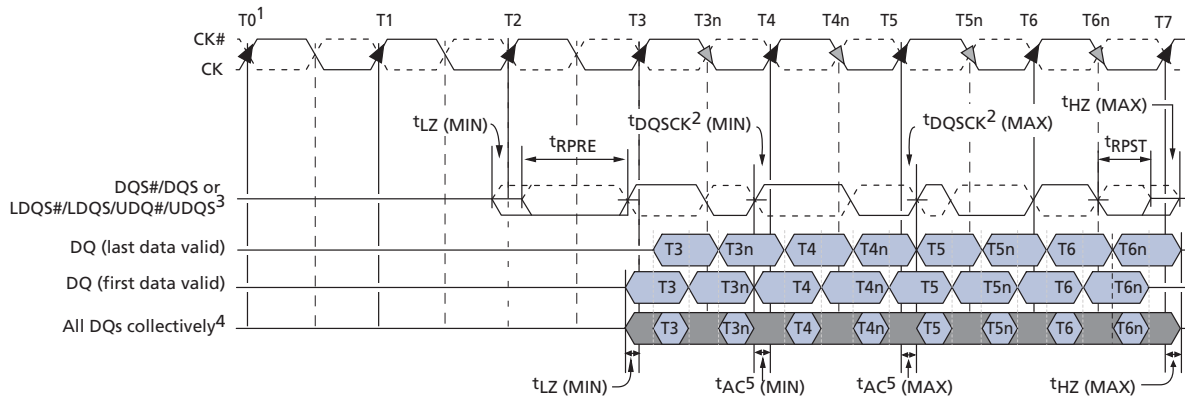 T0¹ T1 T2 T3 T3n T4 T4n T5 T5n T6 T6n T7
CK#
CK
tHZ (MAX)
tLZ (MIN) tDQSCK² (MIN) tDQSCK² (MAX)
tRPRE tRPST
DQS#/DQS or
LDQS#/LDQS/UDQ#/UDQS³
DQ (last data valid) T3 T3n T4 T4n T5 T5n T6 T6n
DQ (first data valid) T3 T3n T4 T4n T5 T5n T6 T6n
All DQs collectively⁴ T3 T3n T4 T4n T5 T5n T6 T6n
tLZ (MIN) tAC⁵ (MIN) tAC⁵ (MAX) tHZ (MAX)